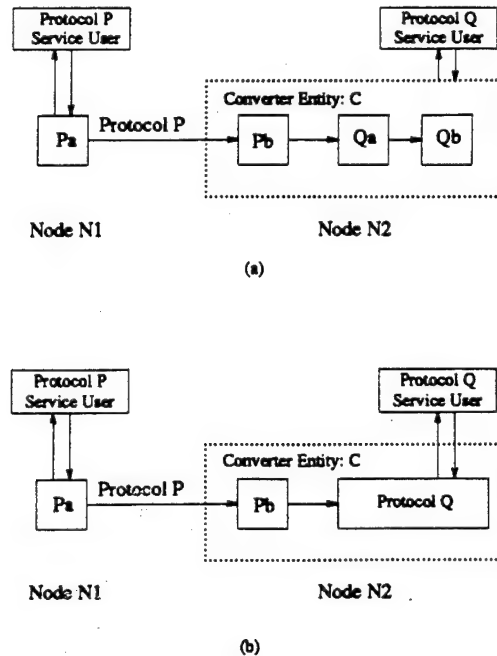 Protocol P
Service User
Protocol Q
Service User
Converter Entity: C
Pa
Protocol P
Pb
Qa
Qb
Node N1
Node N2
(a)
Protocol P
Service User
Protocol Q
Service User
Converter Entity: C
Pa
Protocol P
Pb
Protocol Q
Node N1
Node N2
(b)